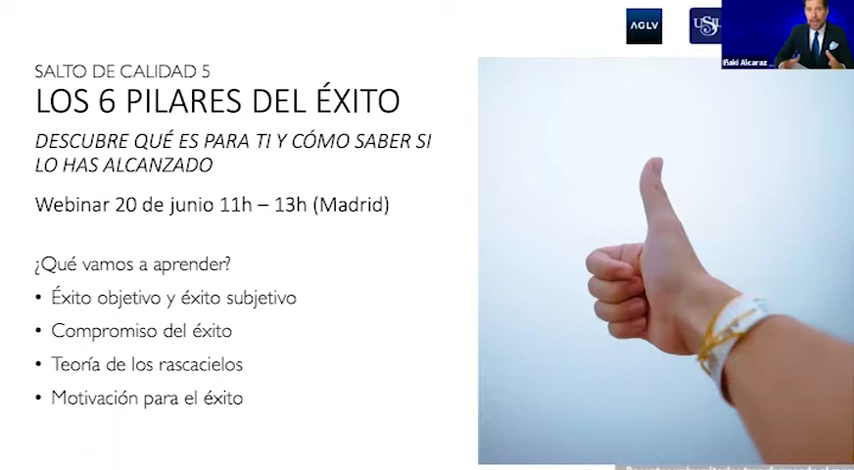 AGLV
USIL
Iñaki Alcaraz
SALTO DE CALIDAD 5
LOS 6 PILARES DEL ÉXITO
DESCUBRE QUÉ ES PARA TI Y CÓMO SABER SI
LO HAS ALCANZADO
Webinar 20 de junio 11h – 13h (Madrid)
¿Qué vamos a aprender?
• Éxito objetivo y éxito subjetivo
• Compromiso del éxito
• Teoría de los rascacielos
• Motivación para el éxito